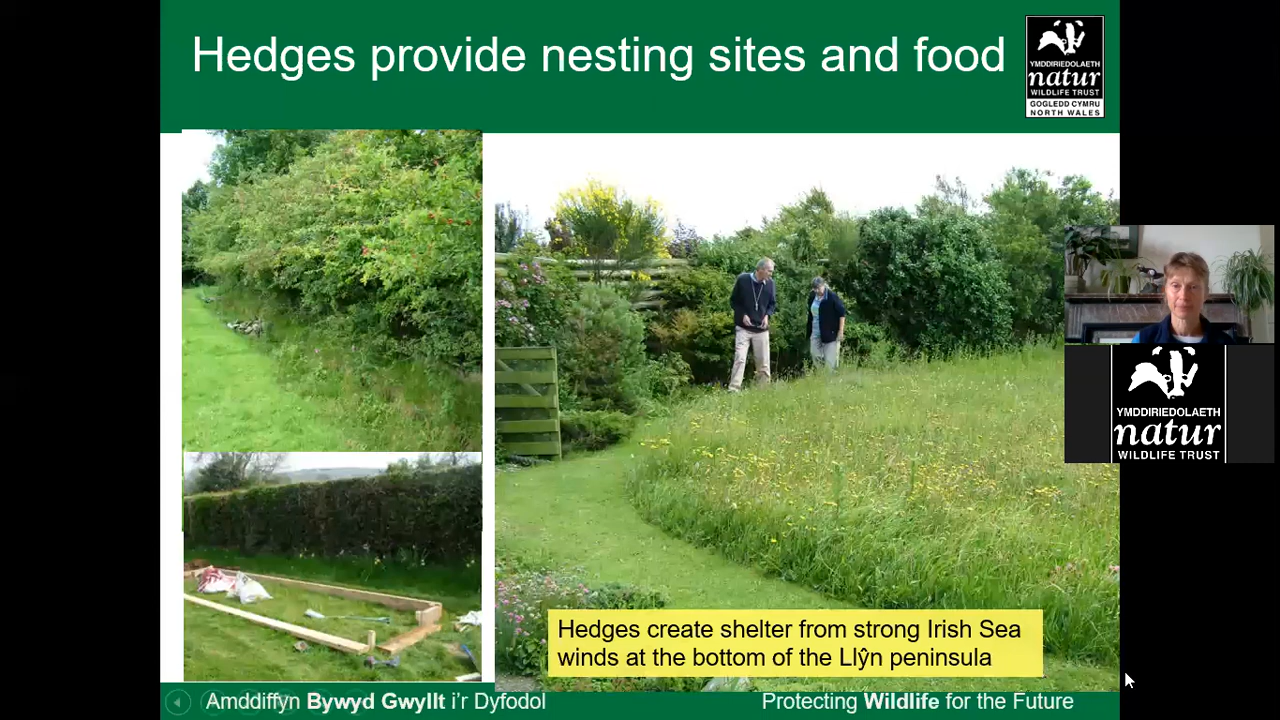 Hedges provide nesting sites and food
YMDDIRIEDOLAETH
natur
WILDLIFE TRUST
GOGLEDD CYMRU
NORTH WALES
YMDDIRIEDOLAETH
natur
WILDLIFE TRUST
Hedges create shelter from strong Irish Sea
winds at the bottom of the Llŷn peninsula
Amddiffyn Bywyd Gwyllt i'r Dyfodol
Protecting Wildlife for the Future